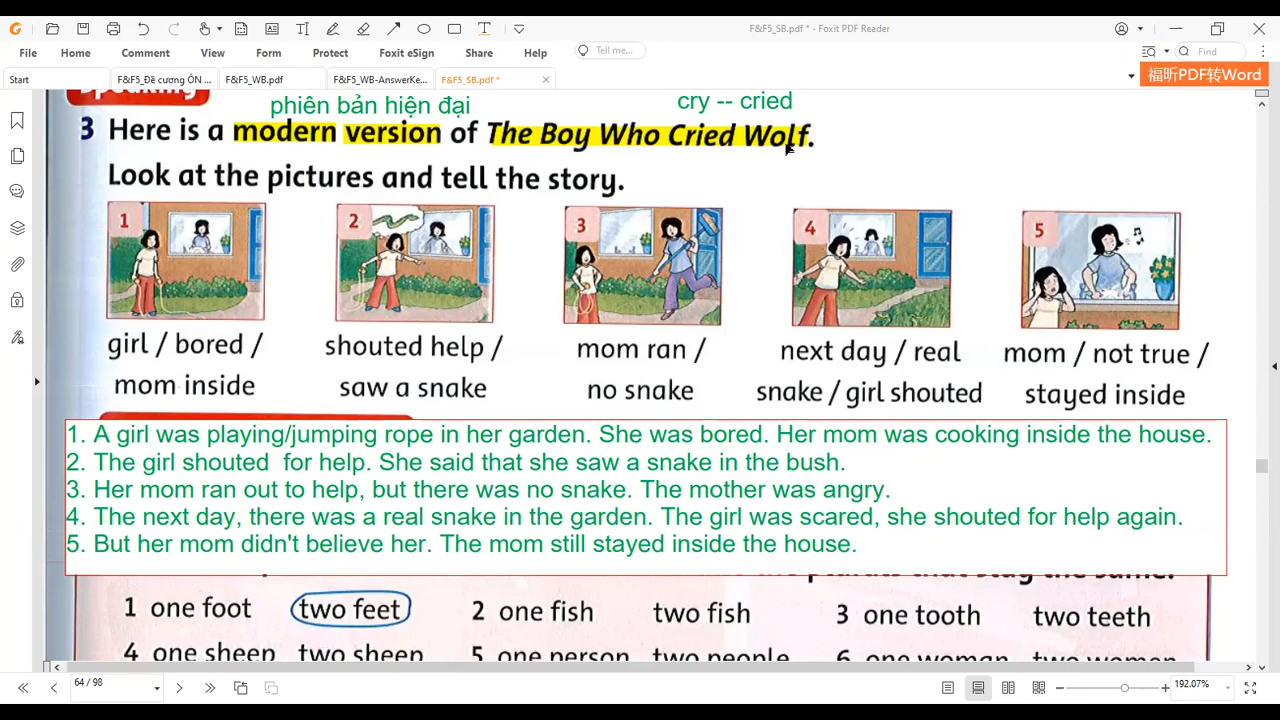 F&F5_SB.pdf * - Foxit PDF Reader
File Home Comment View Form Protect Foxit eSign Share Help Tell me... Find
Start F&F5_Đề cương ÔN ... F&F5_WB.pdf F&F5_WB-AnswerKe... F&F5_SB.pdf *
福昕PDF转Word
Speaking
phiên bản hiện đại cry -- cried
3 Here is a modern version of The Boy Who Cried Wolf.
Look at the pictures and tell the story.
1 2 3 4 5
girl / bored / shouted help / mom ran / next day / real mom / not true /
mom inside saw a snake no snake snake / girl shouted stayed inside
1. A girl was playing/jumping rope in her garden. She was bored. Her mom was cooking inside the house.
2. The girl shouted for help. She said that she saw a snake in the bush.
3. Her mom ran out to help, but there was no snake. The mother was angry.
4. The next day, there was a real snake in the garden. The girl was scared, she shouted for help again.
5. But her mom didn't believe her. The mom still stayed inside the house.
the plurals that stay the same.
1 one foot two feet 2 one fish two fish 3 one tooth two teeth
4 one sheep two sheep 5 one person two people 6 one woman two women
64 / 98 192.07%